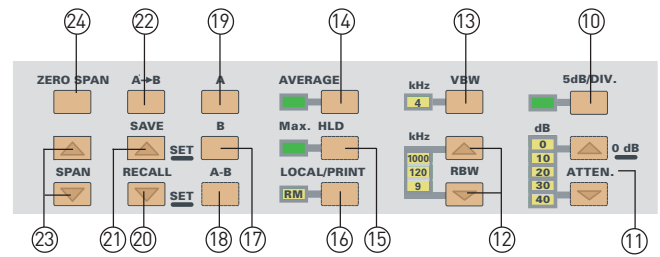 24 22 19 14 13 10
ZERO SPAN A→B A AVERAGE kHz VBW 5dB/DIV.
4
SAVE B Max. HLD kHz dB
SET 1000 0 0 dB
120 10
SPAN RECALL A-B LOCAL/PRINT 9 RBW 20 ATTEN.
SET RM 30
40
23 21 20 18 17 16 15 12 11